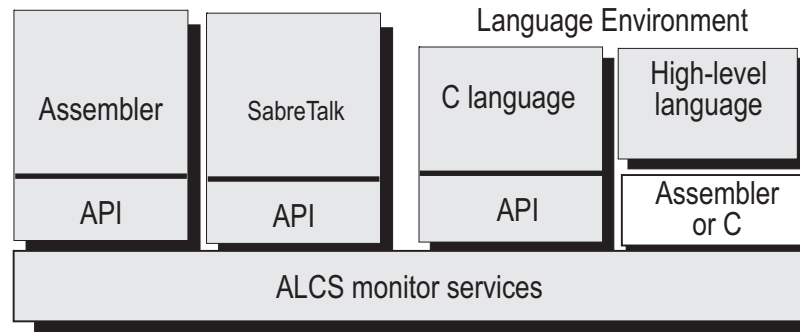 Language Environment
Assembler
SabreTalk
C language
High-level
language
API
API
API
Assembler
or C
ALCS monitor services